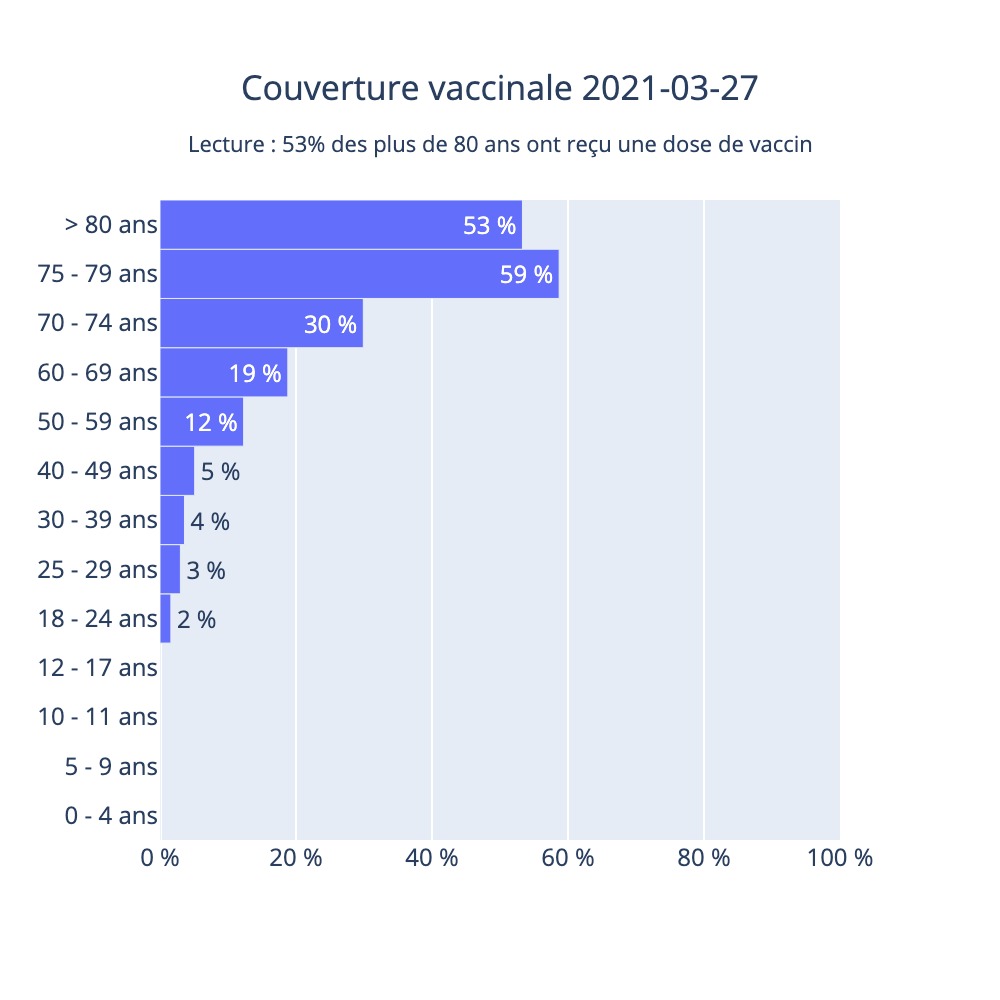 Couverture vaccinale 2021-03-27
Lecture : 53% des plus de 80 ans ont reçu une dose de vaccin
> 80 ans 53 %
75 - 79 ans 59 %
70 - 74 ans 30 %
60 - 69 ans 19 %
50 - 59 ans 12 %
40 - 49 ans 5 %
30 - 39 ans 4 %
25 - 29 ans 3 %
18 - 24 ans 2 %
12 - 17 ans
10 - 11 ans
5 - 9 ans
0 - 4 ans
0 % 20 % 40 % 60 % 80 % 100 %